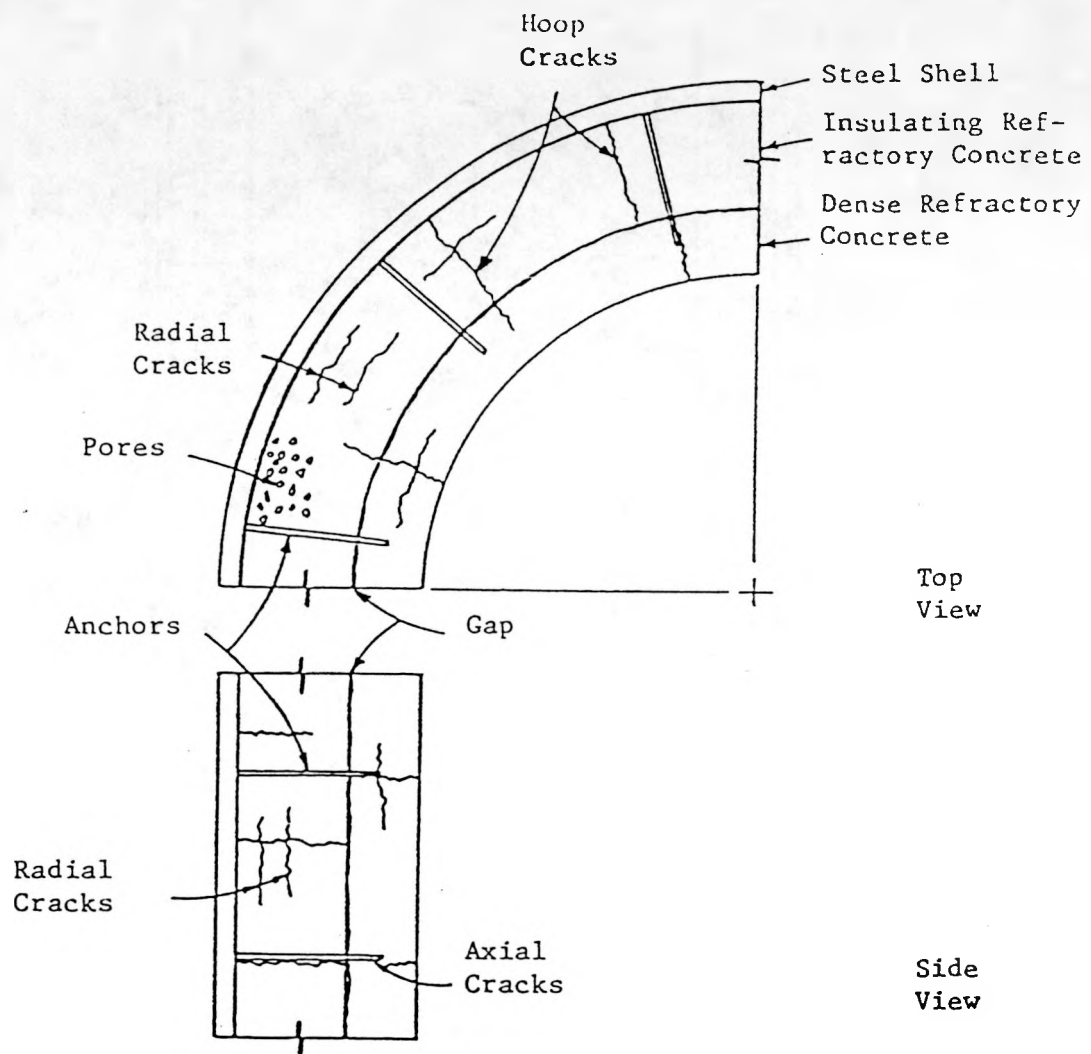 Hoop
Cracks
Steel Shell
Insulating Ref-
ractory Concrete
Dense Refractory
Concrete
Radial
Cracks
Pores
Top
View
Anchors
Gap
Radial
Cracks
Axial
Cracks
Side
View